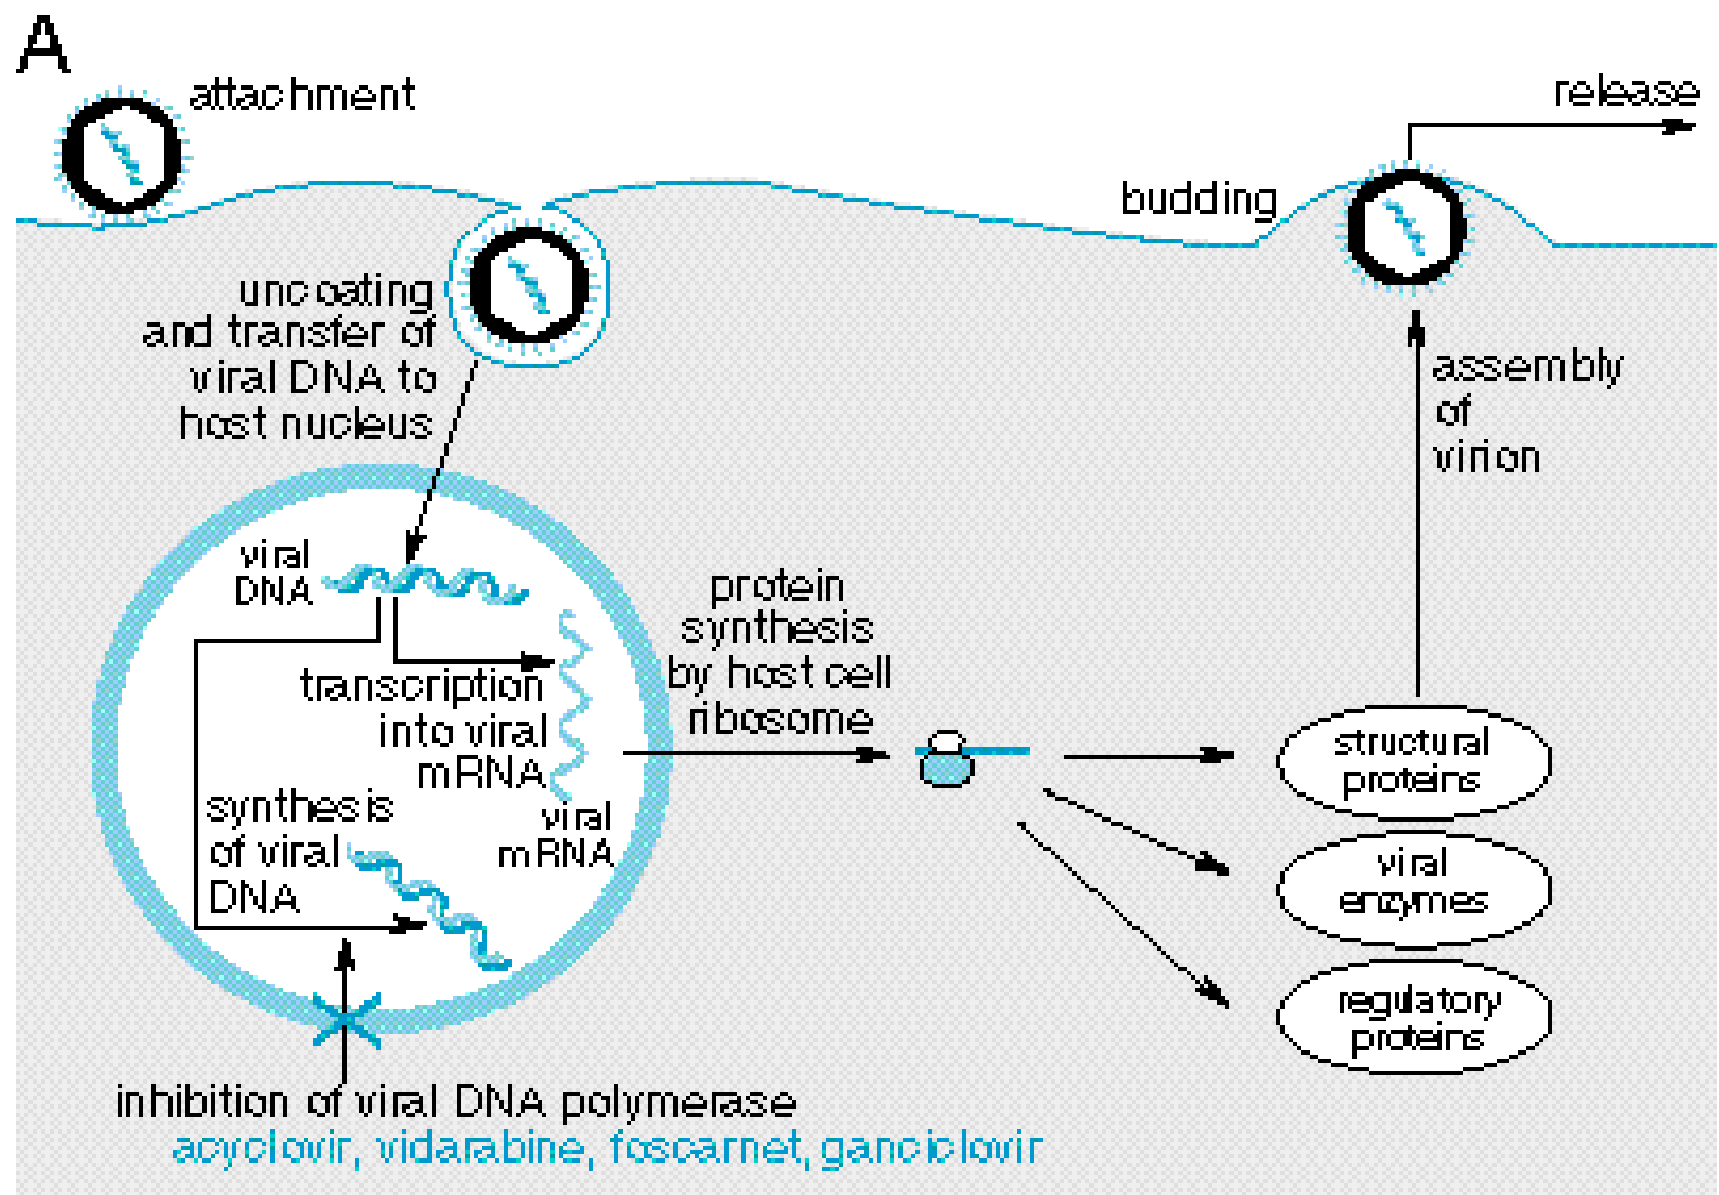 A
attachment
release
budding
uncoating
and transfer of
viral DNA to
host nucleus
assembly
of
virion
viral
DNA
protein
synthesis
by host cell
ribosome
transcription
into viral
mRNA
structural
proteins
synthesis
of viral
DNA
viral
mRNA
viral
enzymes
regulatory
proteins
inhibition of viral DNA polymerase
acyclovir, vidarabine, foscarnet, ganciclovir